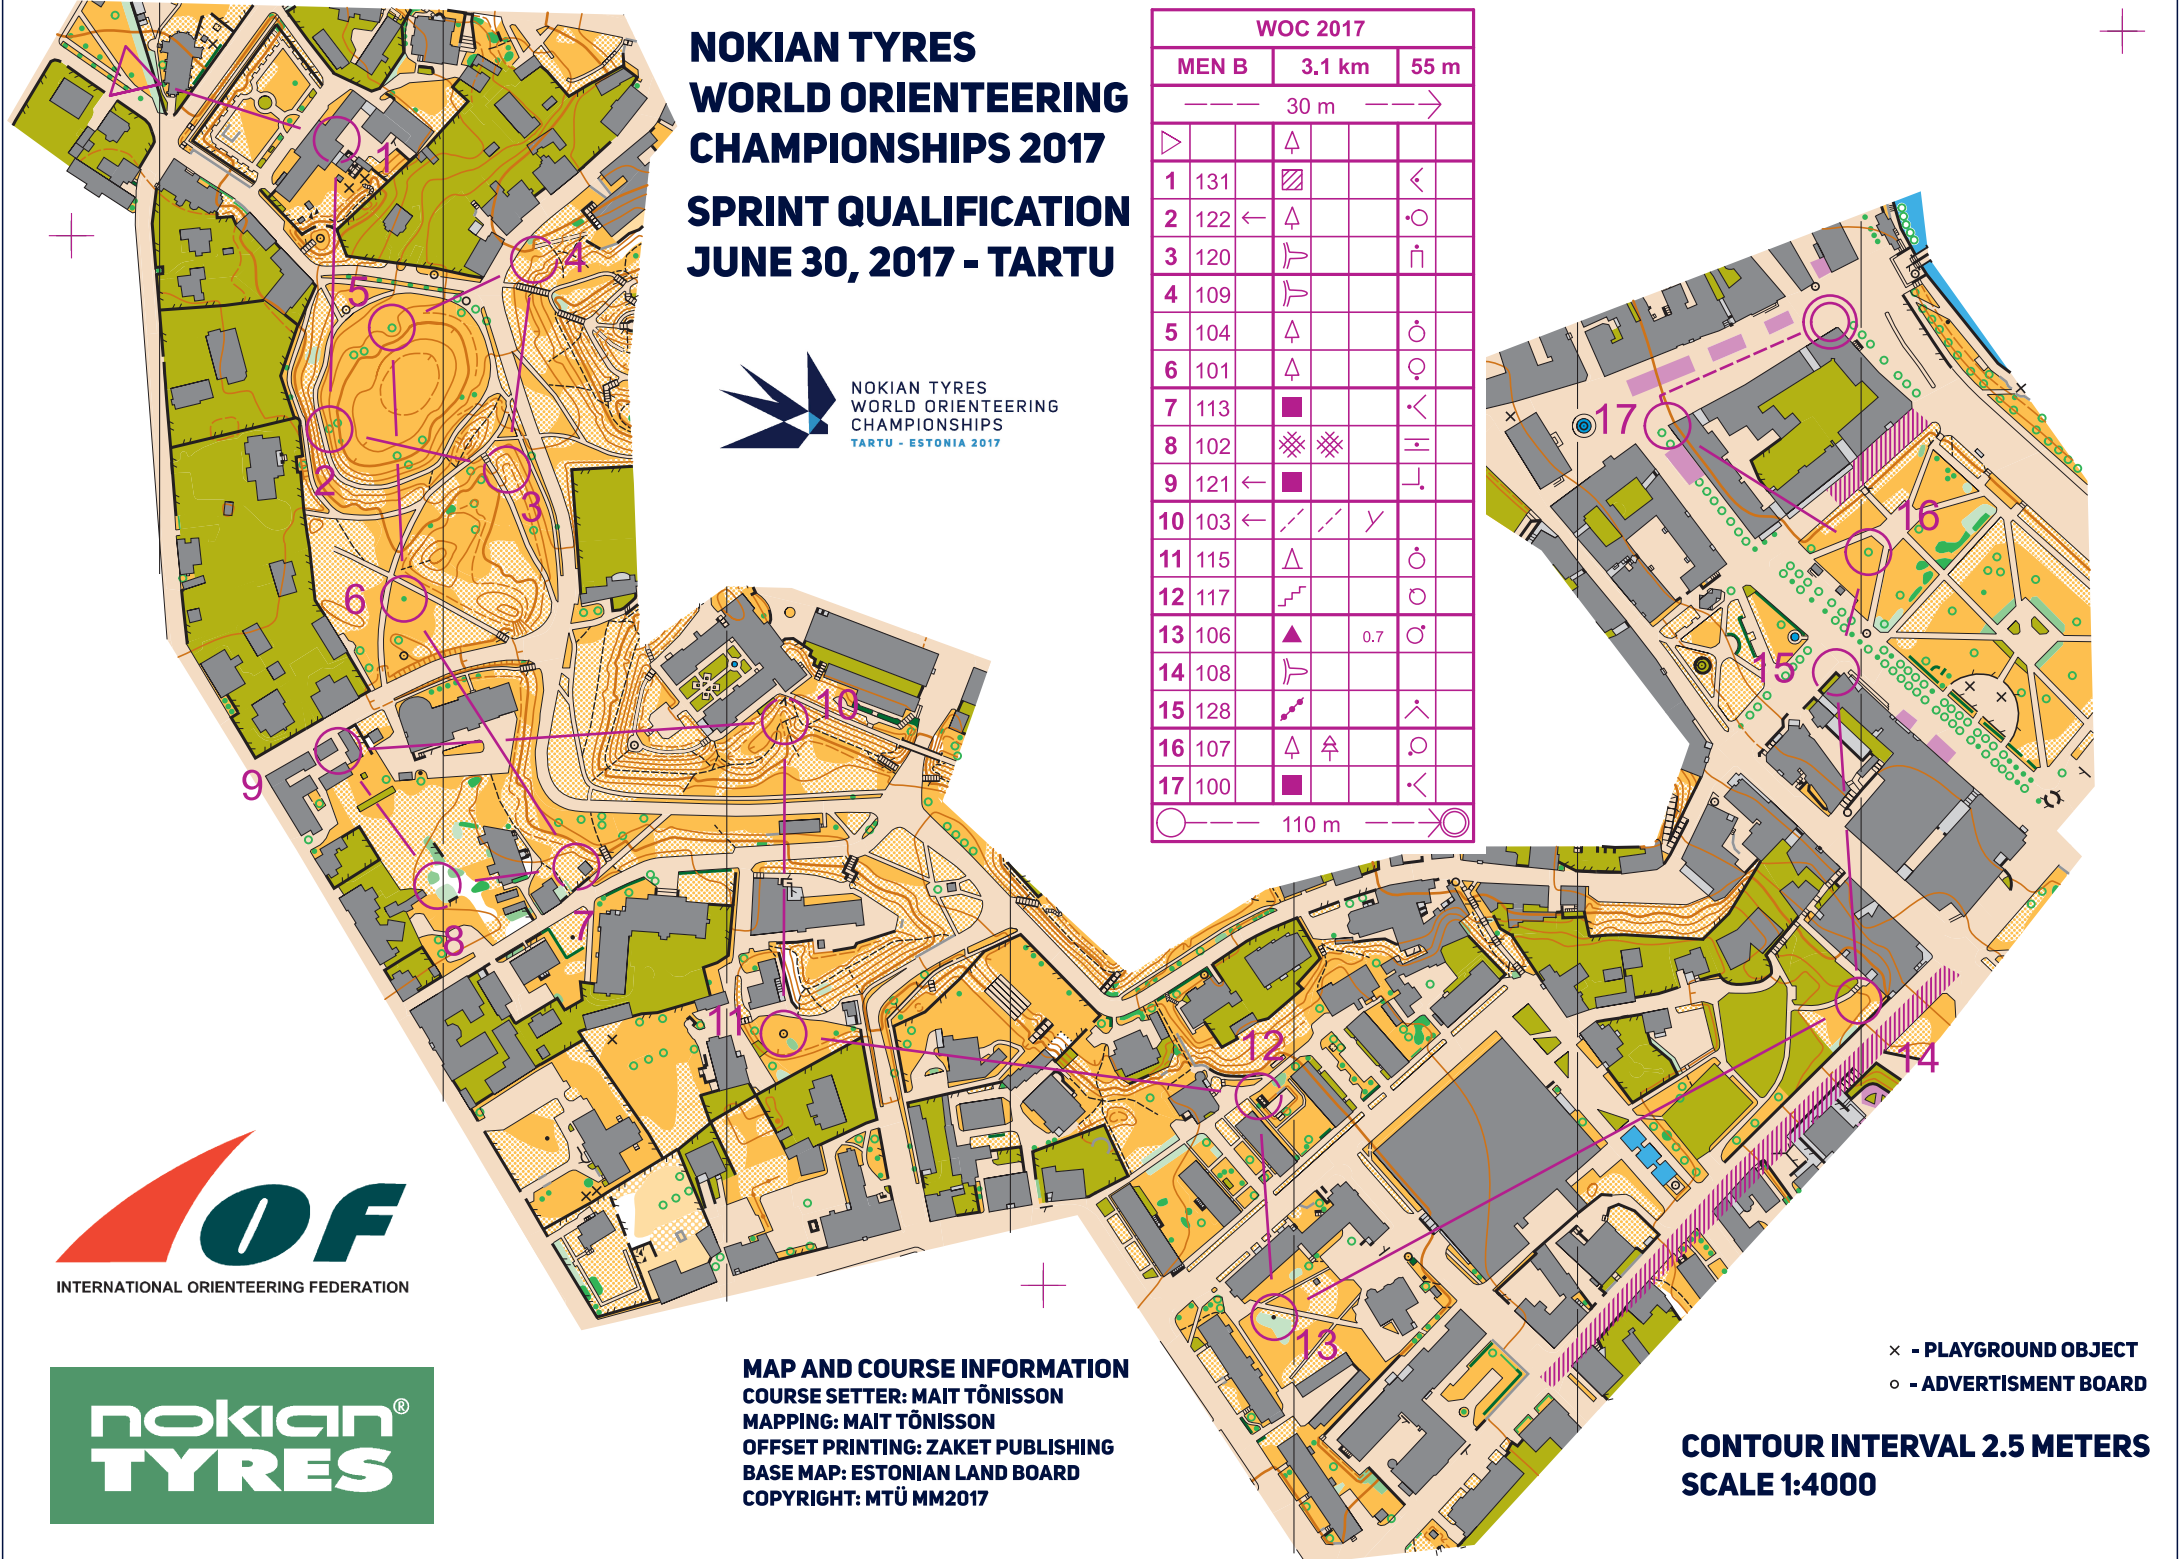 NOKIAN TYRES
WORLD ORIENTEERING
CHAMPIONSHIPS 2017
SPRINT QUALIFICATION
JUNE 30, 2017 - TARTU
NOKIAN TYRES
WORLD ORIENTEERING
CHAMPIONSHIPS
TARTU - ESTONIA 2017
WOC 2017
MEN B 3.1 km 55 m
30 m
1 131
2 122
3 120
4 109
5 104
6 101
7 113
8 102
9 121
10 103
11 115
12 117
13 106 0.7
14 108
15 128
16 107
17 100
110 m
1
4
5
2
3
6
10
9
8
7
11
12
13
14
15
16
17
IOF
INTERNATIONAL ORIENTEERING FEDERATION
nokian®
TYRES
MAP AND COURSE INFORMATION
COURSE SETTER: MAIT TÕNISSON
MAPPING: MAIT TÕNISSON
OFFSET PRINTING: ZAKET PUBLISHING
BASE MAP: ESTONIAN LAND BOARD
COPYRIGHT: MTÜ MM2017
× - PLAYGROUND OBJECT
○ - ADVERTISMENT BOARD
CONTOUR INTERVAL 2.5 METERS
SCALE 1:4000